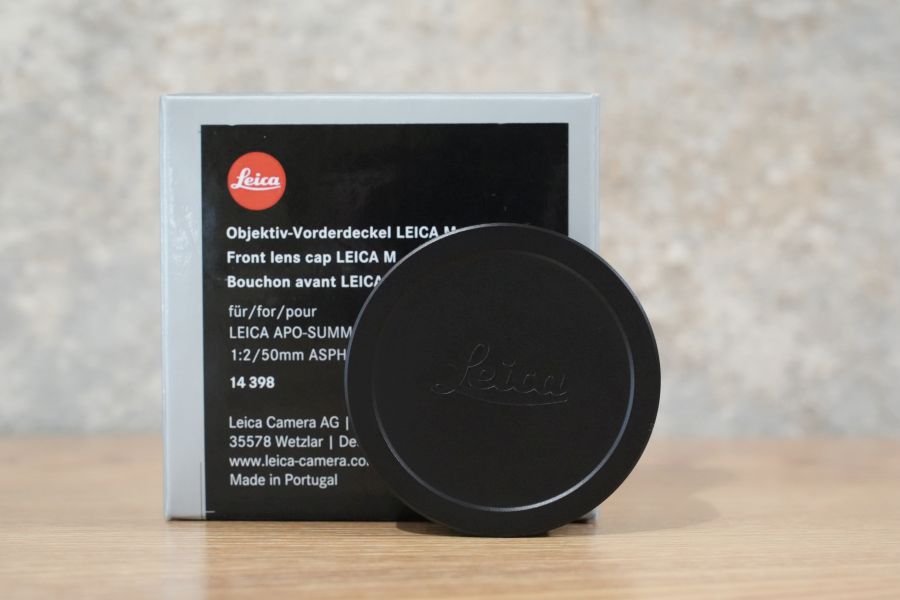 Leica
Objektiv-Vorderdeckel LEICA M
Front lens cap LEICA M
Bouchon avant LEICA
für/for/pour
LEICA APO-SUMM
1:2/50mm ASPH
14 398
Leica Camera AG |
35578 Wetzlar | De
www.leica-camera.co
Made in Portugal
Leica